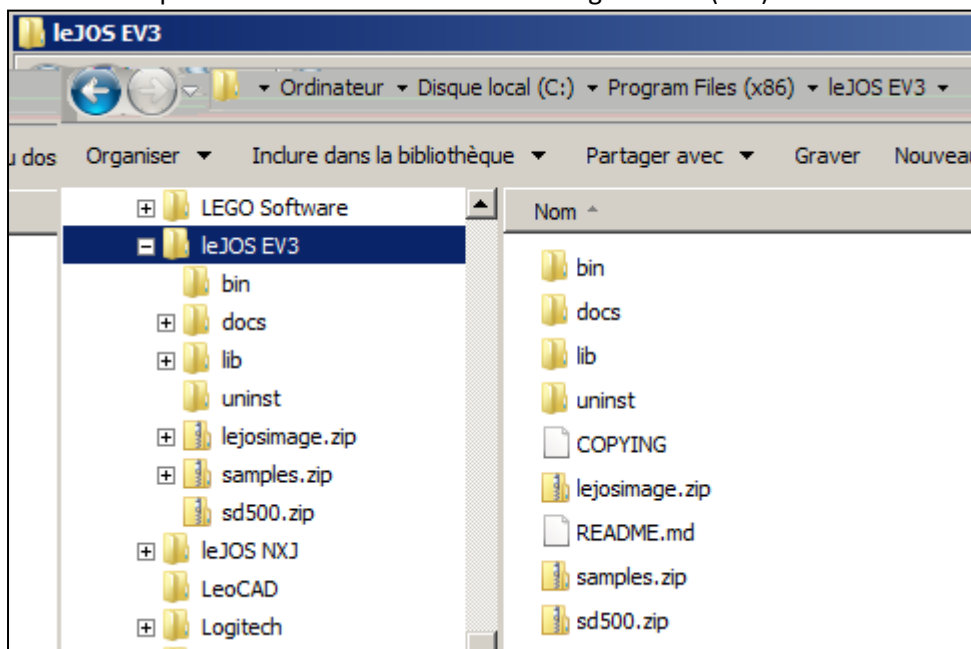 leJOS EV3
Ordinateur Disque local (C:) Program Files (x86) leJOS EV3
u dos Organiser Inclure dans la bibliothèque Partager avec Graver Nouveau
LEGO Software
leJOS EV3
bin
docs
lib
uninst
lejosimage.zip
samples.zip
sd500.zip
leJOS NXJ
LeoCAD
Logitech
Nom
bin
docs
lib
uninst
COPYING
lejosimage.zip
README.md
samples.zip
sd500.zip